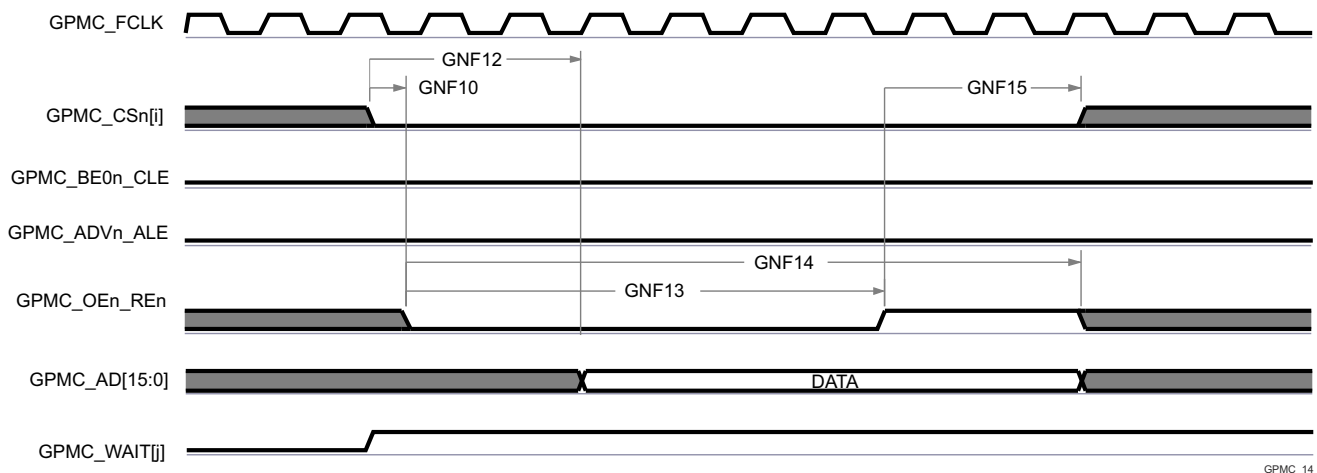 GPMC_FCLK
GNF12
GNF10
GNF15
GPMC_CSn[i]
GPMC_BE0n_CLE
GPMC_ADVn_ALE
GNF14
GNF13
GPMC_OEn_REn
GPMC_AD[15:0]
DATA
GPMC_WAIT[j]
GPMC_14